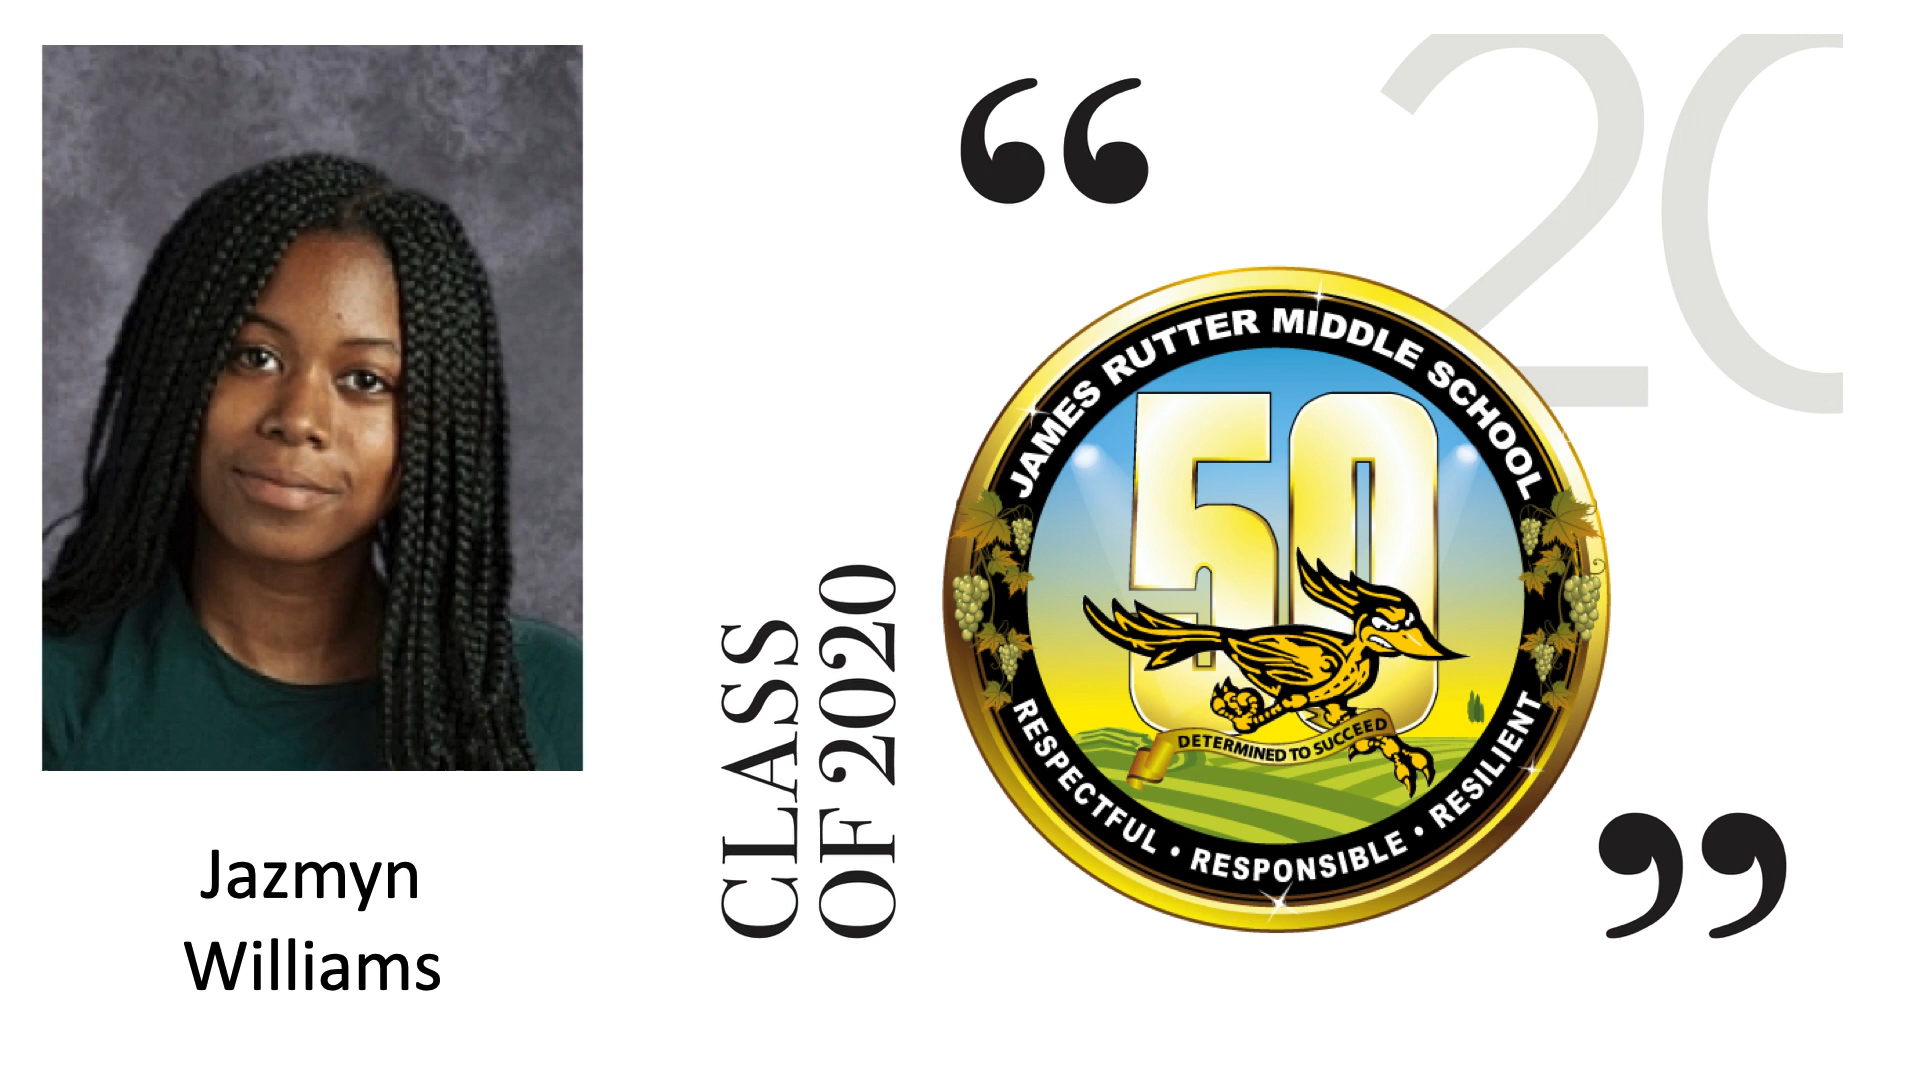 Jazmyn
Williams
CLASS
OF 2020
“
20
JAMES RUTTER MIDDLE SCHOOL
50
DETERMINED TO SUCCEED
RESPECTFUL • RESPONSIBLE • RESILIENT
”